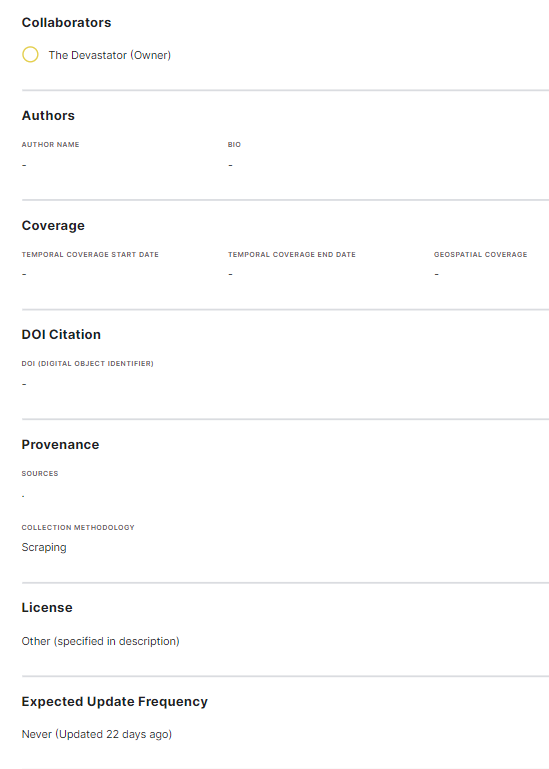 Collaborators
The Devastator (Owner)
Authors
AUTHOR NAME BIO
- -
Coverage
TEMPORAL COVERAGE START DATE TEMPORAL COVERAGE END DATE GEOSPATIAL COVERAGE
- - -
DOI Citation
DOI (DIGITAL OBJECT IDENTIFIER)
-
Provenance
SOURCES
.
COLLECTION METHODOLOGY
Scraping
License
Other (specified in description)
Expected Update Frequency
Never (Updated 22 days ago)